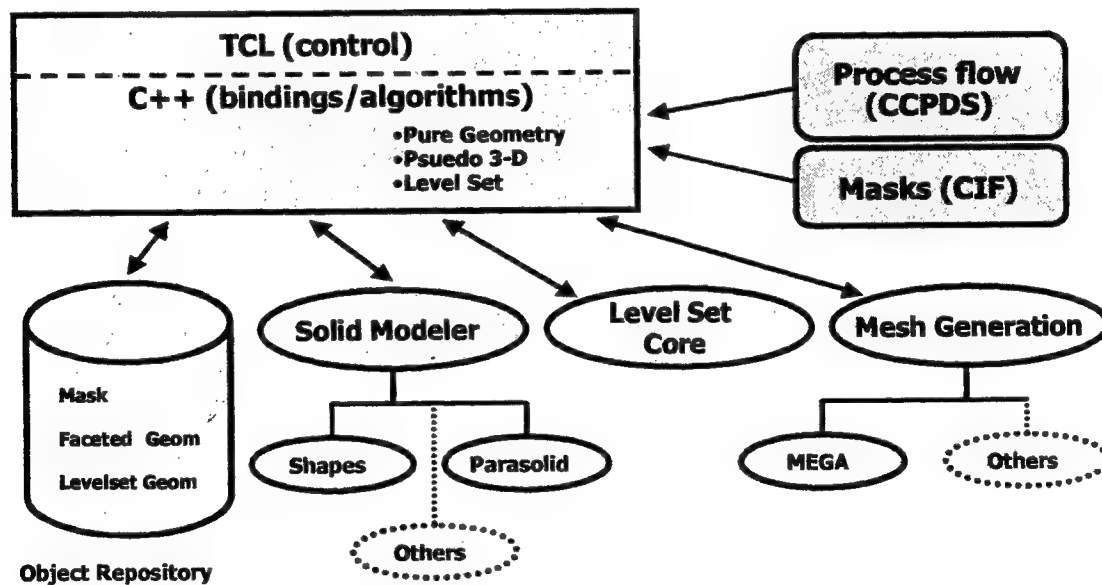 TCL (control)
C++ (bindings/algorithms)
•Pure Geometry
•Psuedo 3-D
•Level Set
Process flow
(CCPDS)
Masks (CIF)
Solid Modeler
Level Set
Core
Mesh Generation
Mask
Faceted Geom
Levelset Geom
Shapes
Parasolid
Others
MEGA
Others
Object Repository